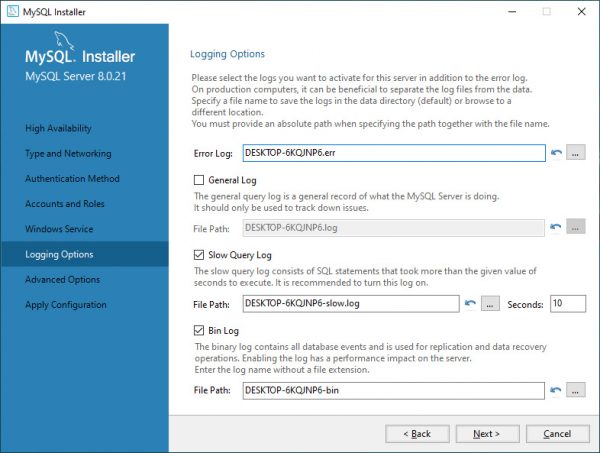 MySQL Installer
MySQL. Installer
MySQL Server 8.0.21
High Availability
Type and Networking
Authentication Method
Accounts and Roles
Windows Service
Logging Options
Advanced Options
Apply Configuration
Logging Options
Please select the logs you want to activate for this server in addition to the error log.
On production computers, it can be beneficial to separate the log files from the data.
Specify a file name to save the logs in the data directory (default) or browse to a
different location.
You must provide an absolute path when specifying the path together with the file name.
Error Log: DESKTOP-6KQJNP6.err ...
General Log
The general query log is a general record of what the MySQL Server is doing.
It should only be used to track down issues.
File Path: DESKTOP-6KQJNP6.log ...
Slow Query Log
The slow query log consists of SQL statements that took more than the given value of
seconds to execute. It is recommended to turn this log on.
File Path: DESKTOP-6KQJNP6-slow.log ... Seconds: 10
Bin Log
The binary log contains all database events and is used for replication and data recovery
operations. Enabling the log has a performance impact on the server.
Enter the log name without a file extension.
File Path: DESKTOP-6KQJNP6-bin ...
< Back Next > Cancel